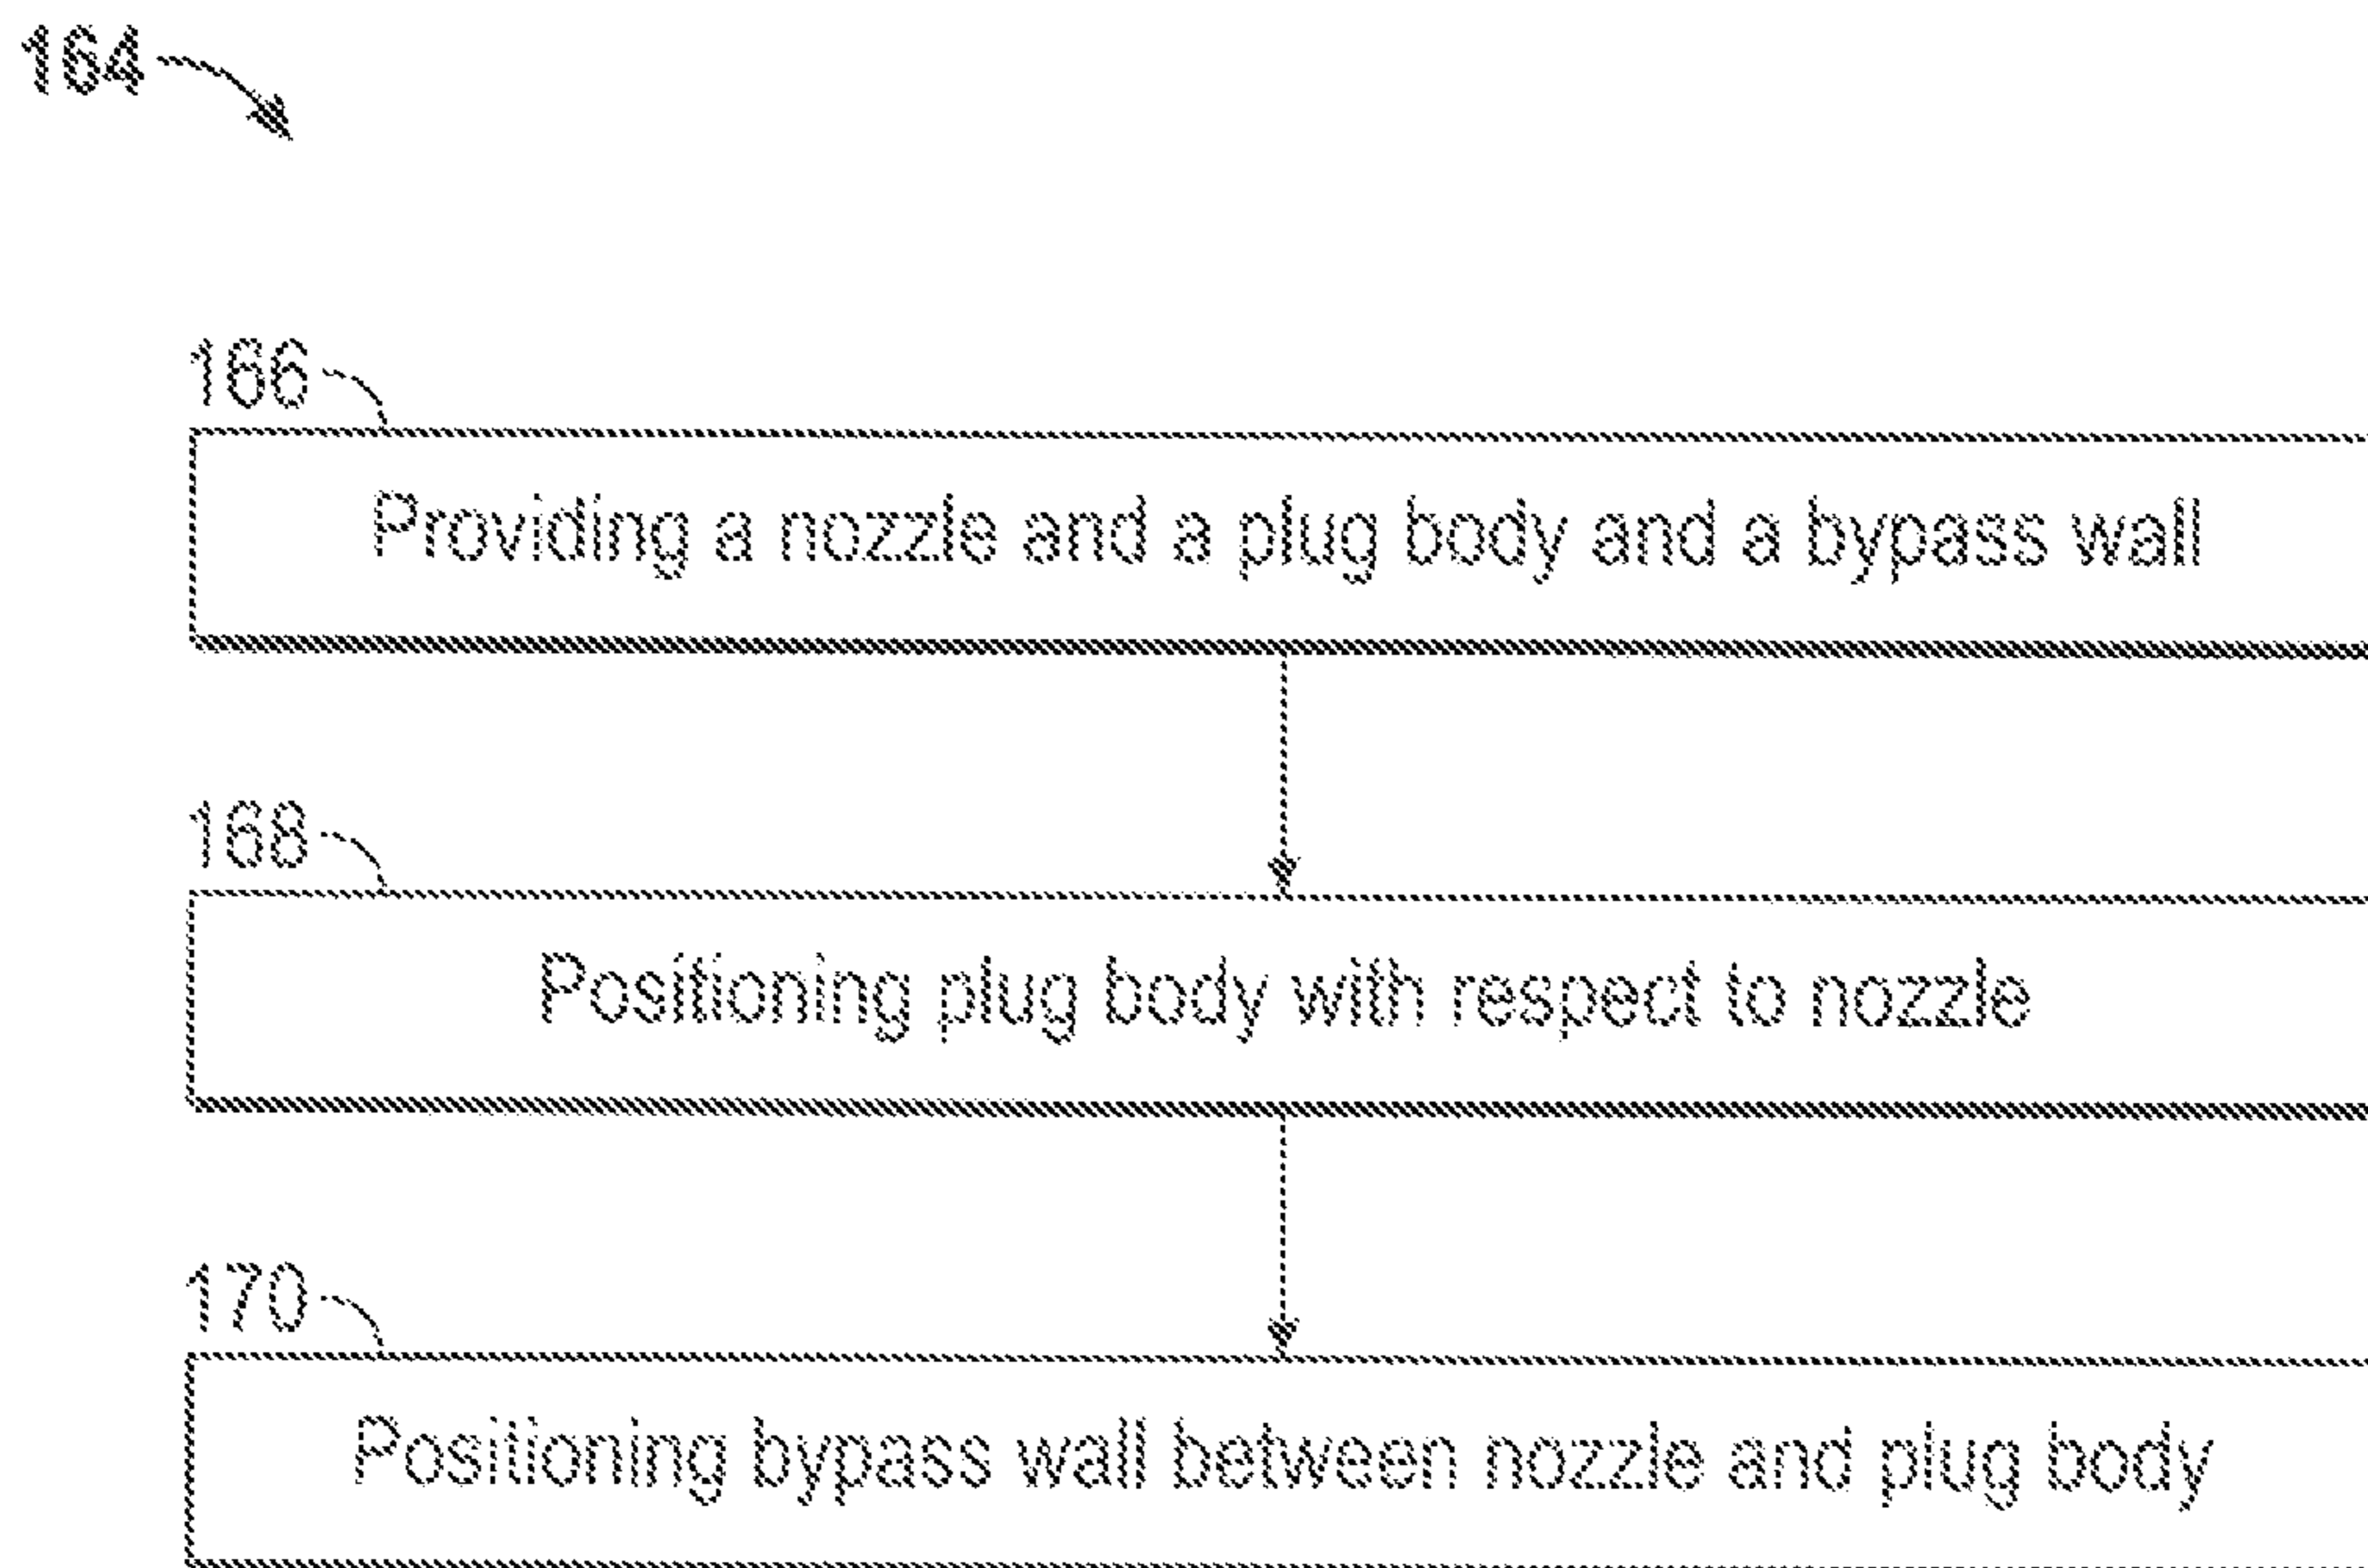 164
166
Providing a nozzle and a plug body and a bypass wall
168
Positioning plug body with respect to nozzle
170
Positioning bypass wall between nozzle and plug body